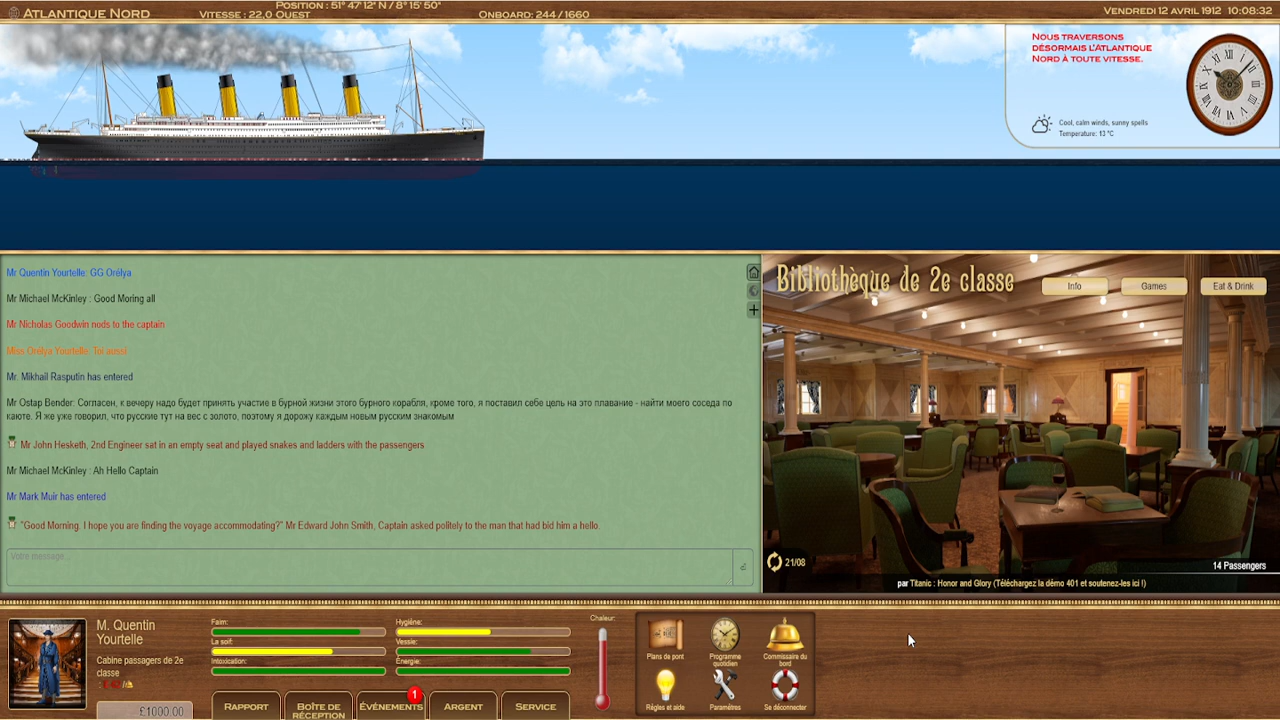 Atlantique Nord
Position : 51° 47' 12" N / 8° 15' 50"
Vitesse : 22,0 Ouest
Onboard: 244 / 1660
Vendredi 12 avril 1912 10:08:32
Nous traversons
désormais l'Atlantique
Nord à toute vitesse.
Cool, calm winds, sunny spells
Temperature: 13 °C
Mr Quentin Yourtelle: GG Orélya
Mr Michael McKinley : Good Moring all
Mr Nicholas Goodwin nods to the captain
Miss Orélya Yourtelle: Toi aussi
Mr. Mikhail Rasputin has entered
Mr Ostap Bender: Согласен, к вечеру надо будет принять участие в бурной жизни этого бурного корабля, кроме того, я поставил себе цель на это плавание - найти моего соседа по
каюте. Я же уже говорил, что русские тут на вес с золото, поэтому я дорожу каждым новым русским знакомым
Mr John Hesketh, 2nd Engineer sat in an empty seat and played snakes and ladders with the passengers
Mr Michael McKinley : Ah Hello Captain
Mr Mark Muir has entered
"Good Morning. I hope you are finding the voyage accommodating?" Mr Edward John Smith, Captain asked politely to the man that had bid him a hello.
Votre message...
Bibliothèque de 2e classe
Info
Games
Eat & Drink
21/08
14 Passengers
par Titanic : Honor and Glory (Téléchargez la démo 401 et soutenez-les ici !)
M. Quentin
Yourtelle
Cabine passagers de 2e
classe
£1000.00
Faim:
Hygiène:
La soif:
Vessie:
Intoxication:
Énergie:
Chaleur:
Rapport
Boîte de
réception
Événements
1
Argent
Service
Plans de pont
Programme
quotidien
Commissaire du
bord
Règles et aide
Paramètres
Se déconnecter